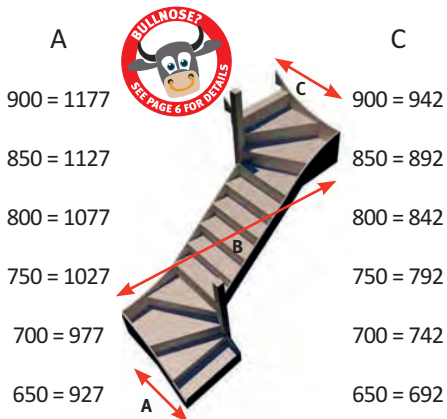 A
900 = 1177
850 = 1127
800 = 1077
750 = 1027
700 = 977
650 = 927
BULLNOSE?
SEE PAGE 6 FOR DETAILS
C
B
A
C
900 = 942
850 = 892
800 = 842
750 = 792
700 = 742
650 = 692